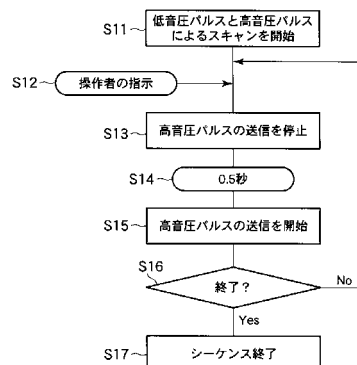 S11
低音圧パルスと高音圧パルス
によるスキャンを開始
S12
操作者の指示
S13
高音圧パルスの送信を停止
S14
0.5秒
S15
高音圧パルスの送信を開始
S16
終了？
No
Yes
S17
シーケンス終了